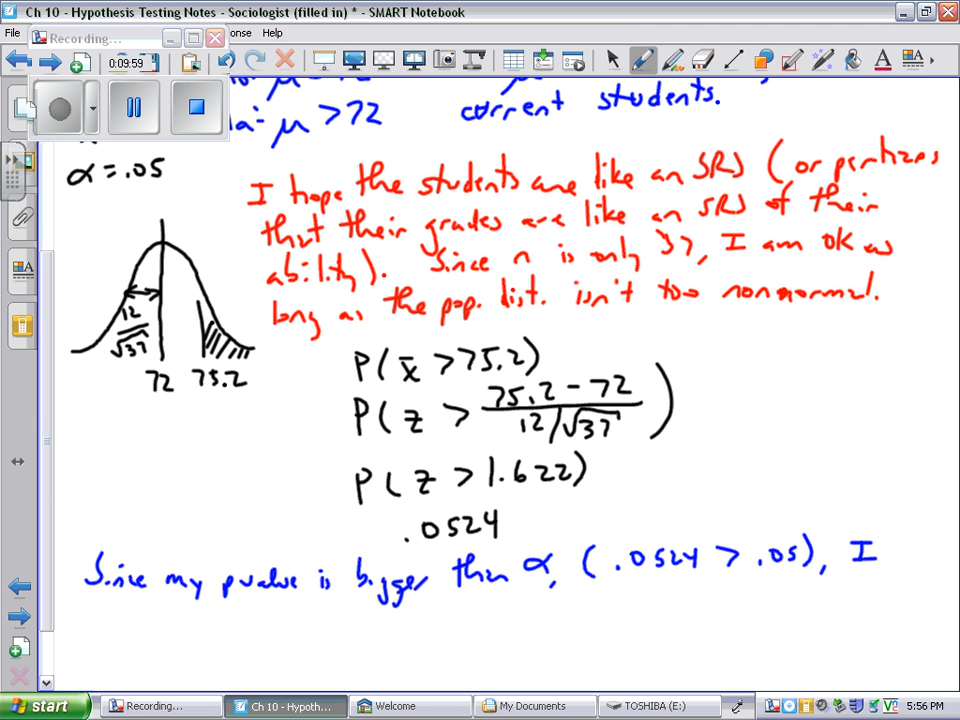 Ch 10 - Hypothesis Testing Notes - Sociologist (filled in) * - SMART Notebook
File
Recording...
onse Help
0:09:59
Ha: μ > 72
current students.
α = .05
I hope the students are like an SRS (or perhaps
that their grades are like an SRS of their
ability). Since n is only 37, I am OK as
long as the pop. dist. isn't too nonnormal.
12
√37
72 75.2
P( x̄ > 75.2)
P( z > 75.2 - 72
12/√37 )
P( z > 1.622)
.0524
Since my pvalue is bigger than α, ( .0524 > .05), I
start
Recording...
Ch 10 - Hypoth...
Welcome
My Documents
TOSHIBA (E:)
5:56 PM